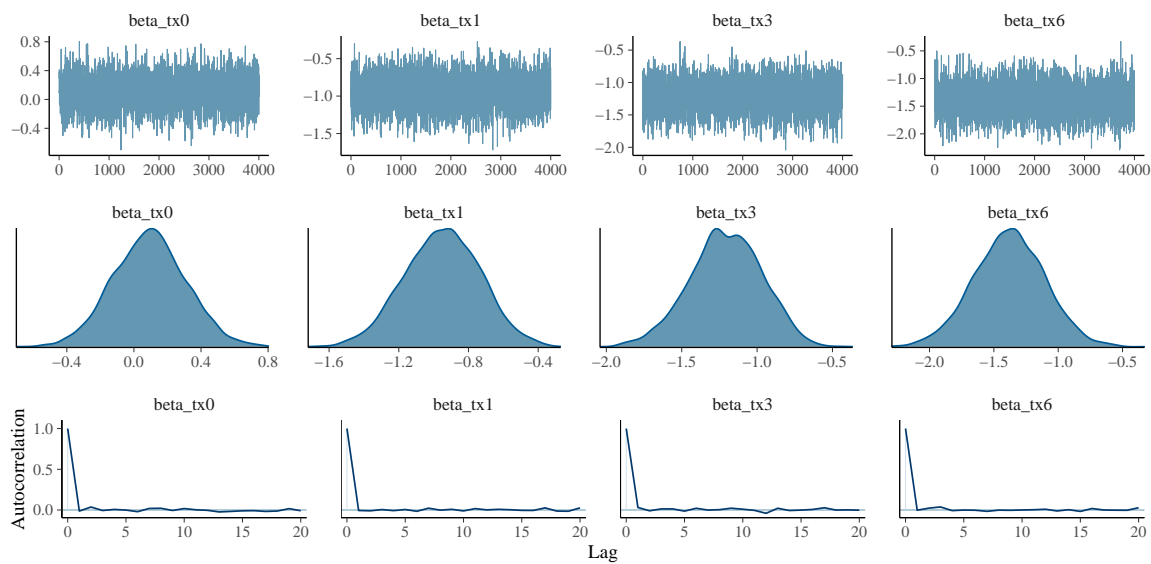 beta_tx0 beta_tx1 beta_tx3 beta_tx6
0.8
0.4
0.0
−0.4
−0.5
−1.0
−1.5
−0.5
−1.0
−1.5
−2.0
−0.5
−1.0
−1.5
−2.0
0 1000 2000 3000 4000 0 1000 2000 3000 4000 0 1000 2000 3000 4000 0 1000 2000 3000 4000
beta_tx0 beta_tx1 beta_tx3 beta_tx6
−0.4 0.0 0.4 0.8 −1.6 −1.2 −0.8 −0.4 −2.0 −1.5 −1.0 −0.5 −2.0 −1.5 −1.0 −0.5
beta_tx0 beta_tx1 beta_tx3 beta_tx6
Autocorrelation
1.0
0.5
0.0
0 5 10 15 20 0 5 10 15 20 0 5 10 15 20 0 5 10 15 20
Lag